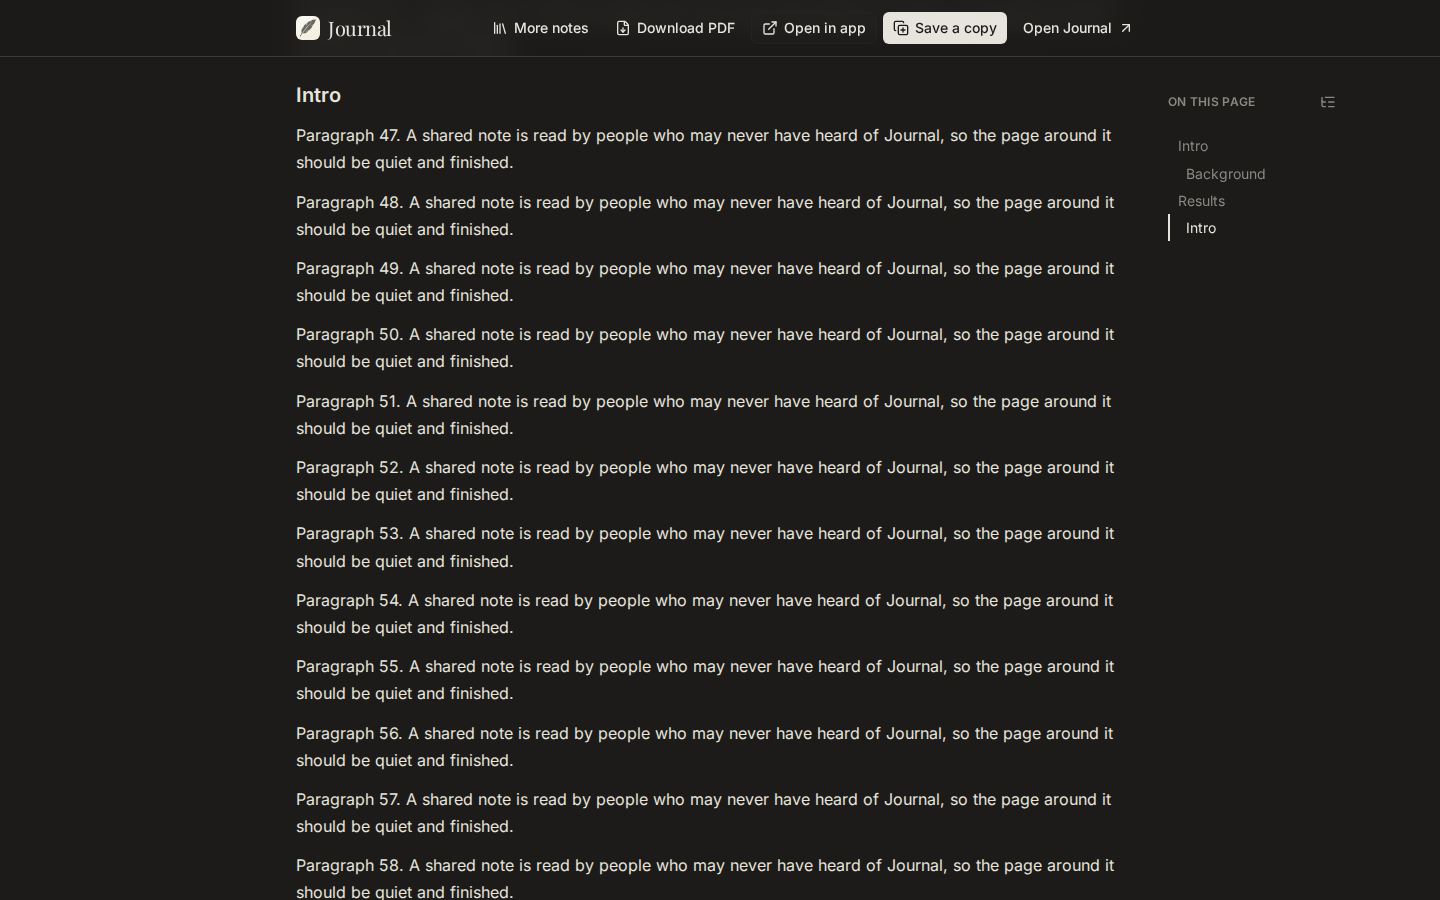 Journal
More notes
Download PDF
Open in app
Save a copy
Open Journal
Intro
Paragraph 47. A shared note is read by people who may never have heard of Journal, so the page around it
should be quiet and finished.
Paragraph 48. A shared note is read by people who may never have heard of Journal, so the page around it
should be quiet and finished.
Paragraph 49. A shared note is read by people who may never have heard of Journal, so the page around it
should be quiet and finished.
Paragraph 50. A shared note is read by people who may never have heard of Journal, so the page around it
should be quiet and finished.
Paragraph 51. A shared note is read by people who may never have heard of Journal, so the page around it
should be quiet and finished.
Paragraph 52. A shared note is read by people who may never have heard of Journal, so the page around it
should be quiet and finished.
Paragraph 53. A shared note is read by people who may never have heard of Journal, so the page around it
should be quiet and finished.
Paragraph 54. A shared note is read by people who may never have heard of Journal, so the page around it
should be quiet and finished.
Paragraph 55. A shared note is read by people who may never have heard of Journal, so the page around it
should be quiet and finished.
Paragraph 56. A shared note is read by people who may never have heard of Journal, so the page around it
should be quiet and finished.
Paragraph 57. A shared note is read by people who may never have heard of Journal, so the page around it
should be quiet and finished.
Paragraph 58. A shared note is read by people who may never have heard of Journal, so the page around it
should be quiet and finished.
ON THIS PAGE
Intro
Background
Results
Intro